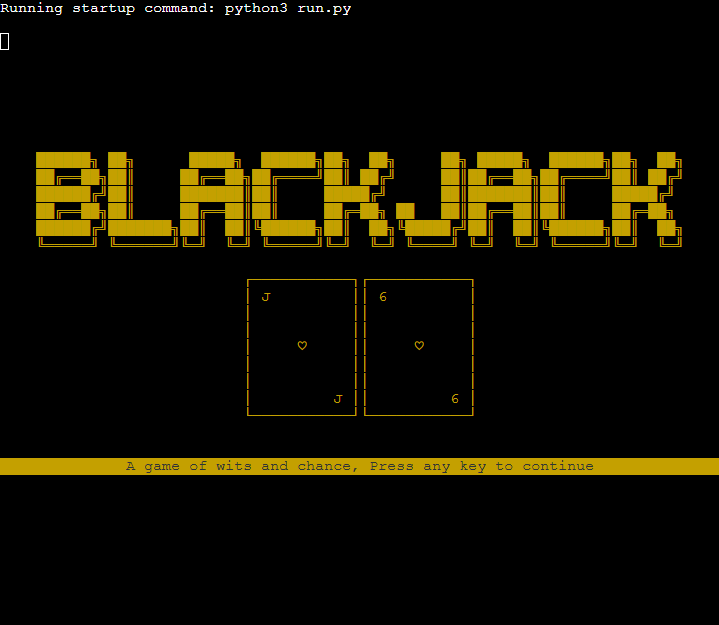 Running startup command: python3 run.py
BLACKJACK
J 6
♡ ♡
J 6
A game of wits and chance, Press any key to continue